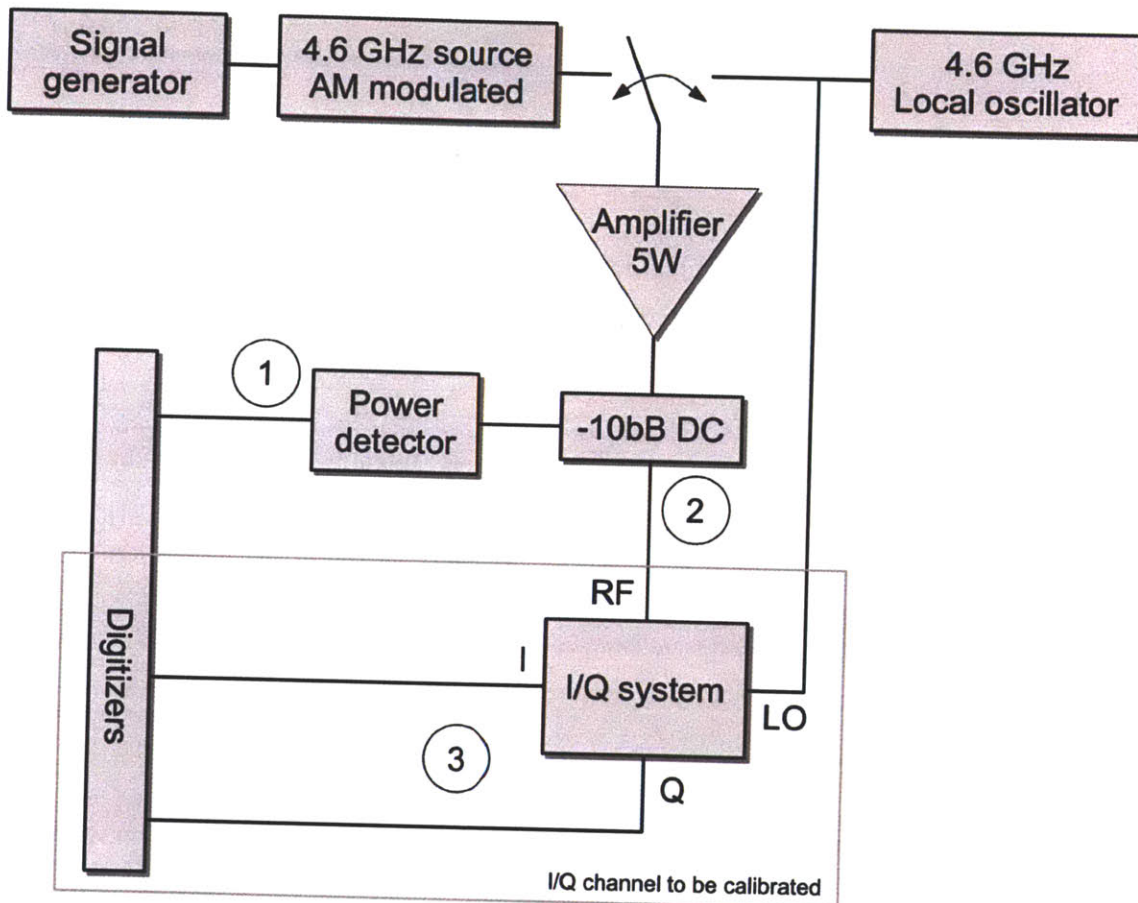 Signal
generator
4.6 GHz source
AM modulated
4.6 GHz
Local oscillator
Amplifier
5W
1
Power
detector
-10bB DC
2
Digitizers
RF
I
I/Q system
LO
3
Q
I/Q channel to be calibrated